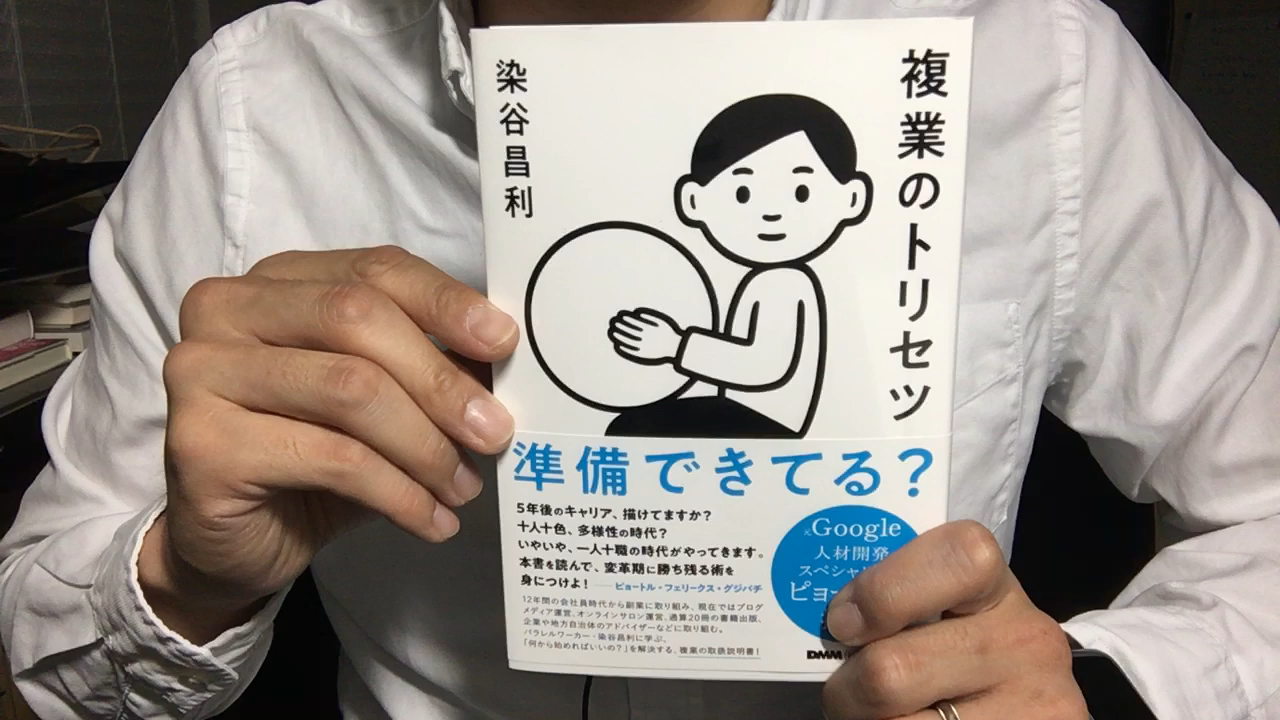 複業のトリセツ
染谷昌利
準備できてる？
5年後のキャリア、描けてますか？
十人十色、多様性の時代？
いやいや、一人十職の時代がやってきます。
本書を読んで、変革期に勝ち残る術を
身につけよ！ ──ピョートル・フェリークス・グジバチ
12年間の会社員時代から副業に取り組み、現在ではブログ
メディア運営、オンラインサロン運営、通算20冊の書籍出版、
企業や地方自治体のアドバイザーなどに取り組む。
パラレルワーカー・染谷昌利に学ぶ、
「何から始めればいいの？」を解決する、複業の取扱説明書！
×Google
人材開発
スペシャリ
ピョー
DMM